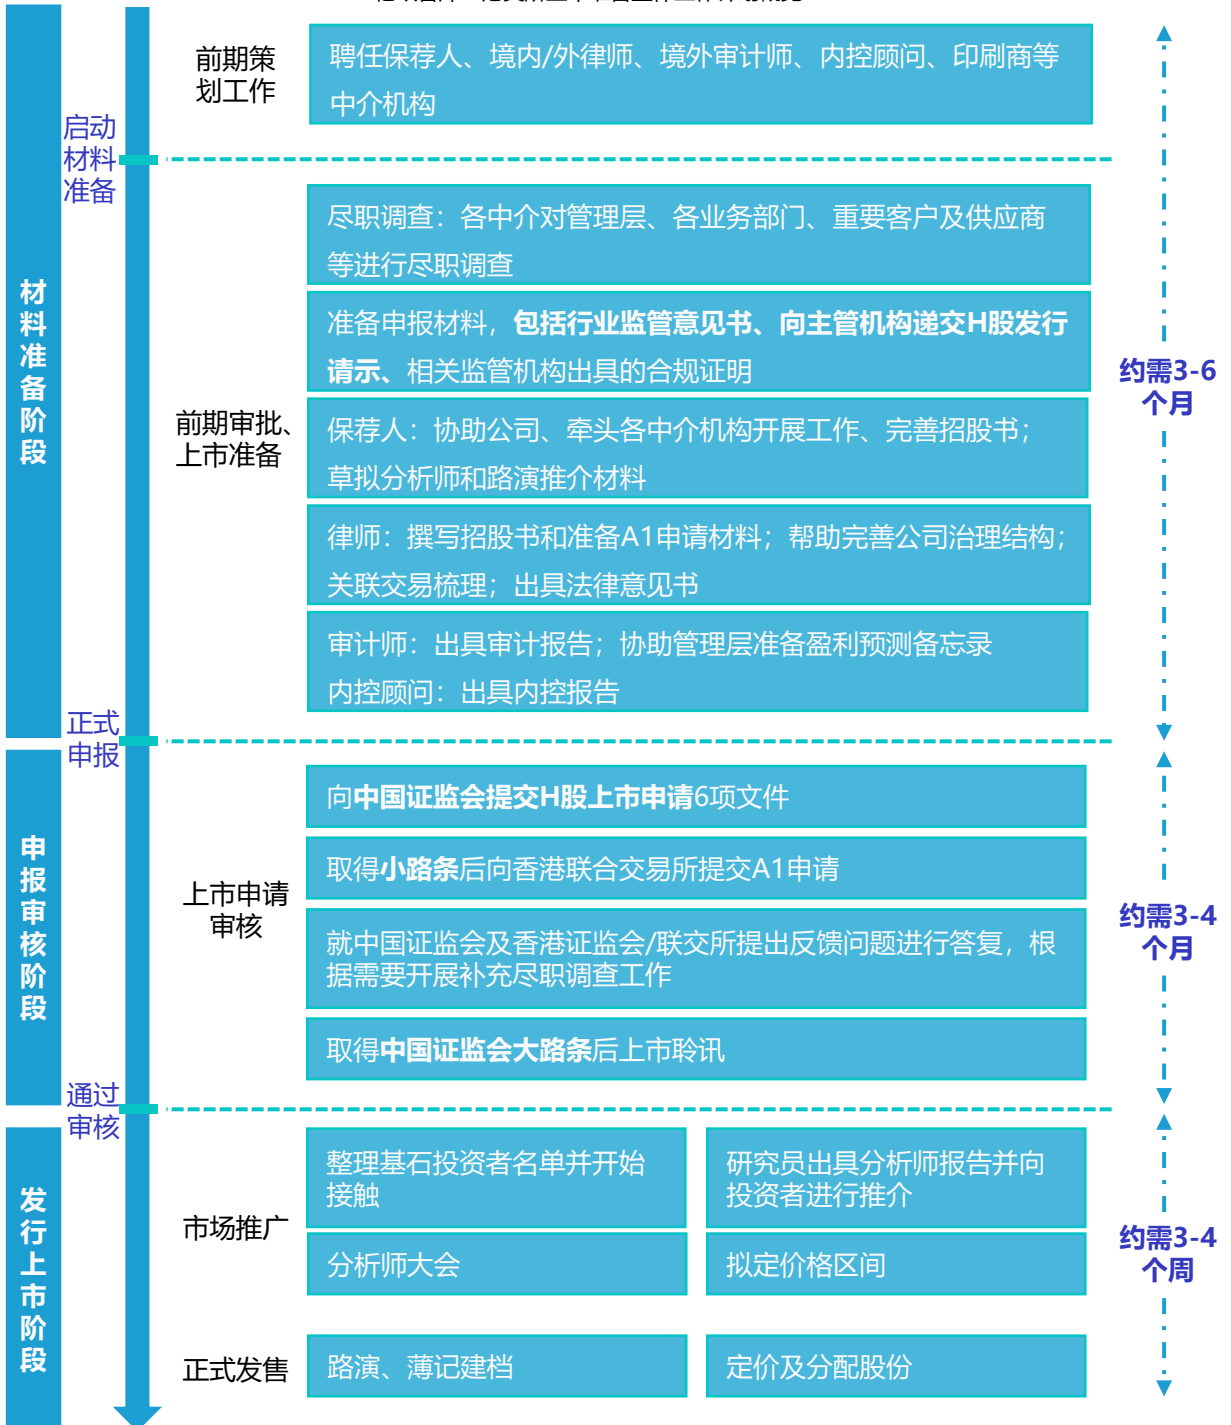 前期策
划工作
聘任保荐人、境内/外律师、境外审计师、内控顾问、印刷商等
中介机构
启动
材料
准备
材料准备阶段
尽职调查：各中介对管理层、各业务部门、重要客户及供应商
等进行尽职调查
准备申报材料，包括行业监管意见书、向主管机构递交H股发行
请示、相关监管机构出具的合规证明
前期审批、
上市准备
保荐人：协助公司、牵头各中介机构开展工作、完善招股书；
草拟分析师和路演推介材料
律师：撰写招股书和准备A1申请材料；帮助完善公司治理结构；
关联交易梳理；出具法律意见书
审计师：出具审计报告；协助管理层准备盈利预测备忘录
内控顾问：出具内控报告
约需3-6
个月
正式
申报
申报审核阶段
上市申请
审核
向中国证监会提交H股上市申请6项文件
取得小路条后向香港联合交易所提交A1申请
就中国证监会及香港证监会/联交所提出反馈问题进行答复，根
据需要开展补充尽职调查工作
取得中国证监会大路条后上市聆讯
约需3-4
个月
通过
审核
发行上市阶段
市场推广
整理基石投资者名单并开始
接触
研究员出具分析师报告并向
投资者进行推介
分析师大会
拟定价格区间
正式发售
路演、薄记建档
定价及分配股份
约需3-4
个周